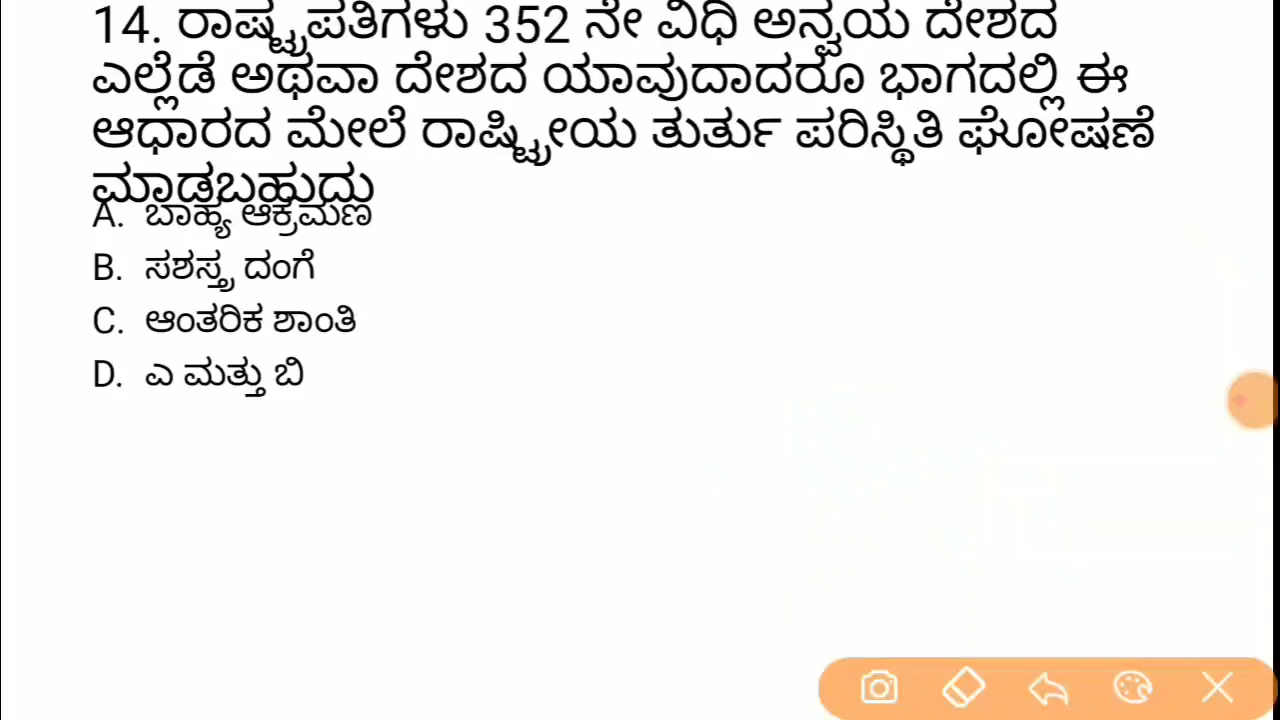 14. ರಾಷ್ಟ್ರಪತಿಗಳು 352 ನೇ ವಿಧಿ ಅನ್ವಯ ದೇಶದ
ಎಲ್ಲೆಡೆ ಅಥವಾ ದೇಶದ ಯಾವುದಾದರೂ ಭಾಗದಲ್ಲಿ ಈ
ಆಧಾರದ ಮೇಲೆ ರಾಷ್ಟ್ರೀಯ ತುರ್ತು ಪರಿಸ್ಥಿತಿ ಘೋಷಣೆ
ಮಾಡಬಹುದು
A. ಬಾಹ್ಯ ಆಕ್ರಮಣ
B. ಸಶಸ್ತ್ರ ದಂಗೆ
C. ಆಂತರಿಕ ಶಾಂತಿ
D. ಎ ಮತ್ತು ಬಿ